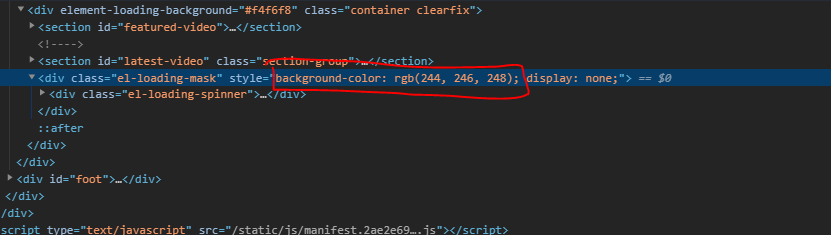 ▼<div element-loading-background="#f4f6f8" class="container clearfix">
▶<section id="featured-video">…</section>
<!---->
▶<section id="latest-video" class="section-group">…</section>
▼<div class="el-loading-mask" style="background-color: rgb(244, 246, 248); display: none;"> == $0
▶<div class="el-loading-spinner">…</div>
</div>
::after
</div>
</div>
▶<div id="foot">…</div>
</div>
/div>
script type="text/javascript" src="/static/js/manifest.2ae2e69….js"></script>